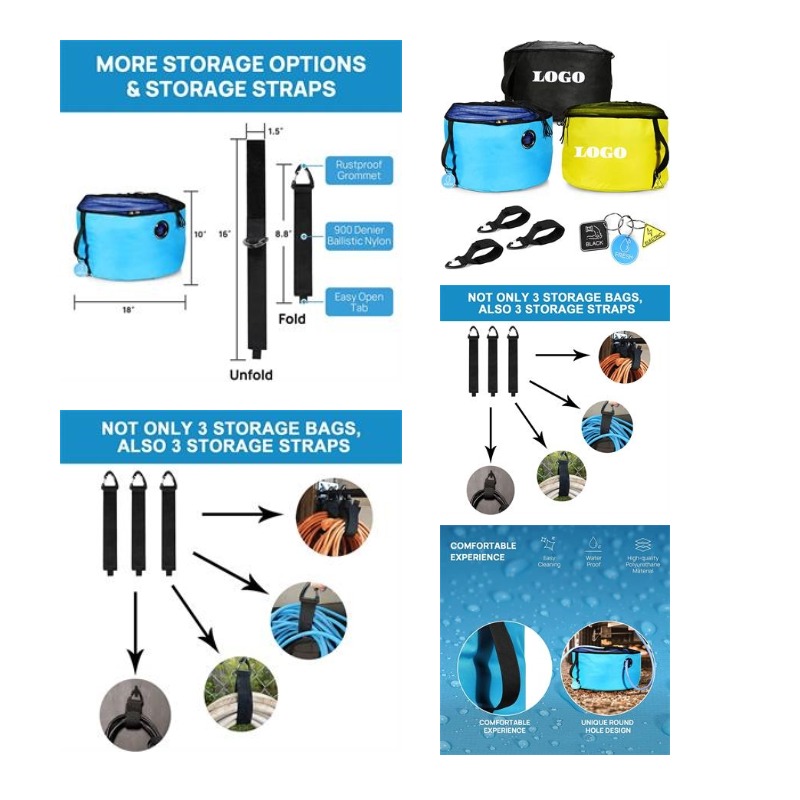 MORE STORAGE OPTIONS
& STORAGE STRAPS
1.5"
Rustproof
Grommet
10"
16"
8.8"
900 Denier
Ballistic Nylon
18"
Easy Open
Tab
Fold
Unfold
LOGO
LOGO
BLACK
FRESH
ELECTRIC
NOT ONLY 3 STORAGE BAGS,
ALSO 3 STORAGE STRAPS
NOT ONLY 3 STORAGE BAGS,
ALSO 3 STORAGE STRAPS
COMFORTABLE
EXPERIENCE
Easy
Cleaning
Water
Proof
High-quality
Polyurethane
Material
COMFORTABLE
EXPERIENCE
UNIQUE ROUND
HOLE DESIGN